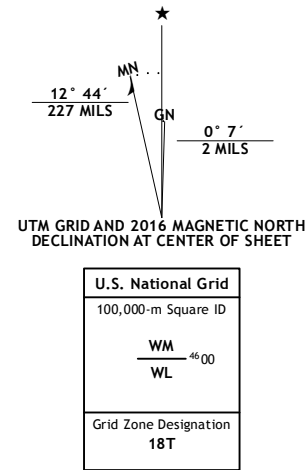 ★
MN
GN
12° 44´
227 MILS
0° 7´
2 MILS
UTM GRID AND 2016 MAGNETIC NORTH
DECLINATION AT CENTER OF SHEET
U.S. National Grid
100,000-m Square ID
WM
4600
WL
Grid Zone Designation
18T